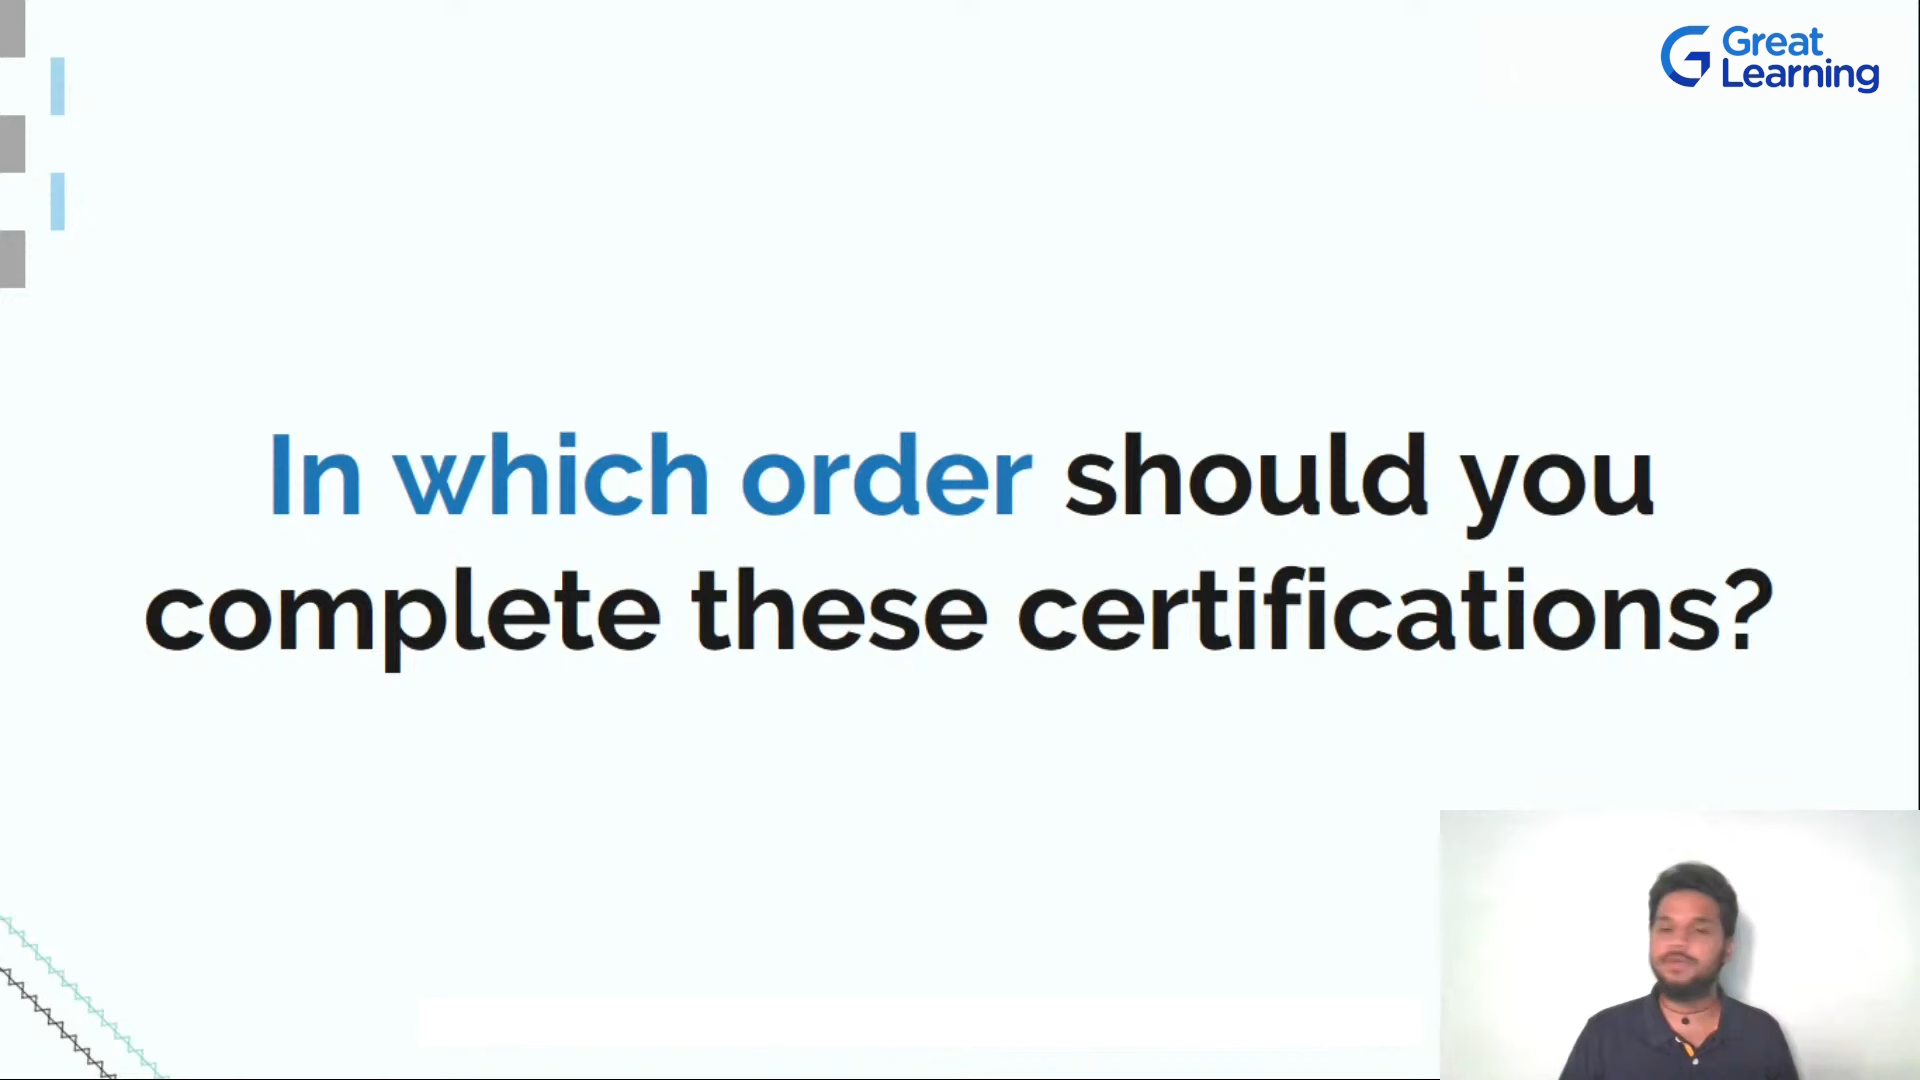 Great
Learning
In which order should you
complete these certifications?